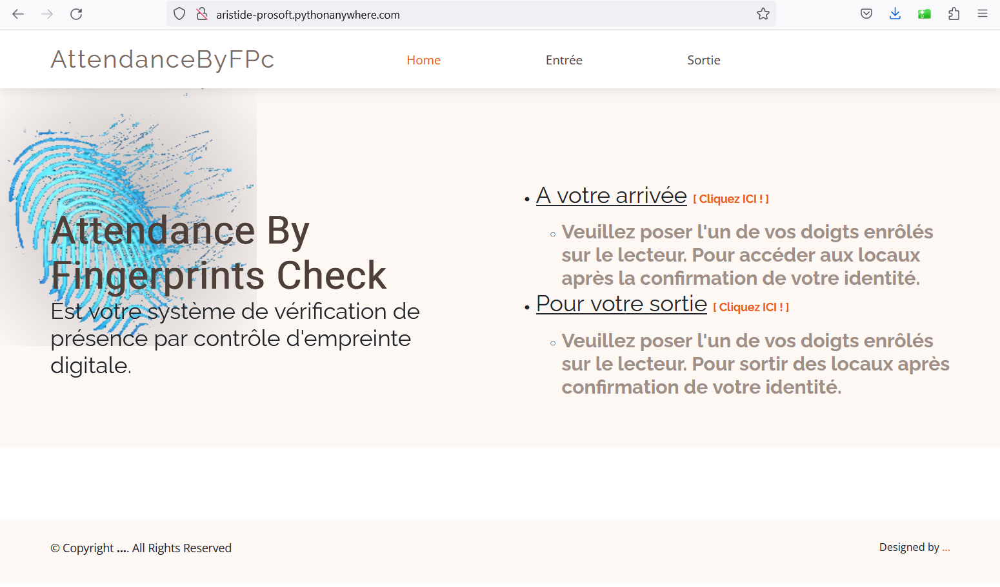 aristide-prosoft.pythonanywhere.com
AttendanceByFPc
Home
Entrée
Sortie
Attendance By
Fingerprints Check
Est votre système de vérification de
présence par contrôle d'empreinte
digitale.
A votre arrivée [ Cliquez ICI ! ]
Veuillez poser l'un de vos doigts enrôlés
sur le lecteur. Pour accéder aux locaux
après la confirmation de votre identité.
Pour votre sortie [ Cliquez ICI ! ]
Veuillez poser l'un de vos doigts enrôlés
sur le lecteur. Pour sortir des locaux après
confirmation de votre identité.
© Copyright .... All Rights Reserved
Designed by ...